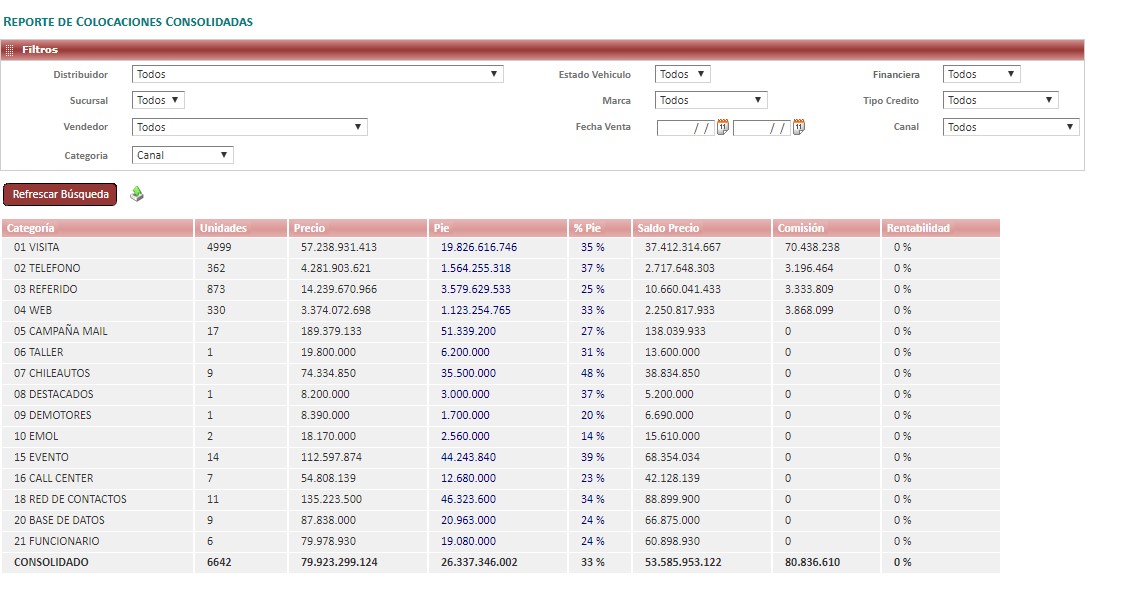 REPORTE DE COLOCACIONES CONSOLIDADAS
Filtros
Distribuidor Todos Estado Vehiculo Todos Financiera Todos
Sucursal Todos Marca Todos Tipo Credito Todos
Vendedor Todos Fecha Venta / / 11 / / 11 Canal Todos
Categoria Canal
Refrescar Búsqueda
Categoría Unidades Precio Pie % Pie Saldo Precio Comisión Rentabilidad
01 VISITA 4999 57.238.931.413 19.826.616.746 35 % 37.412.314.667 70.438.238 0 %
02 TELEFONO 362 4.281.903.621 1.564.255.318 37 % 2.717.648.303 3.196.464 0 %
03 REFERIDO 873 14.239.670.966 3.579.629.533 25 % 10.660.041.433 3.333.809 0 %
04 WEB 330 3.374.072.698 1.123.254.765 33 % 2.250.817.933 3.868.099 0 %
05 CAMPAÑA MAIL 17 189.379.133 51.339.200 27 % 138.039.933 0 0 %
06 TALLER 1 19.800.000 6.200.000 31 % 13.600.000 0 0 %
07 CHILEAUTOS 9 74.334.850 35.500.000 48 % 38.834.850 0 0 %
08 DESTACADOS 1 8.200.000 3.000.000 37 % 5.200.000 0 0 %
09 DEMOTORES 1 8.390.000 1.700.000 20 % 6.690.000 0 0 %
10 EMOL 2 18.170.000 2.560.000 14 % 15.610.000 0 0 %
15 EVENTO 14 112.597.874 44.243.840 39 % 68.354.034 0 0 %
16 CALL CENTER 7 54.808.139 12.680.000 23 % 42.128.139 0 0 %
18 RED DE CONTACTOS 11 135.223.500 46.323.600 34 % 88.899.900 0 0 %
20 BASE DE DATOS 9 87.838.000 20.963.000 24 % 66.875.000 0 0 %
21 FUNCIONARIO 6 79.978.930 19.080.000 24 % 60.898.930 0 0 %
CONSOLIDADO 6642 79.923.299.124 26.337.346.002 33 % 53.585.953.122 80.836.610 0 %